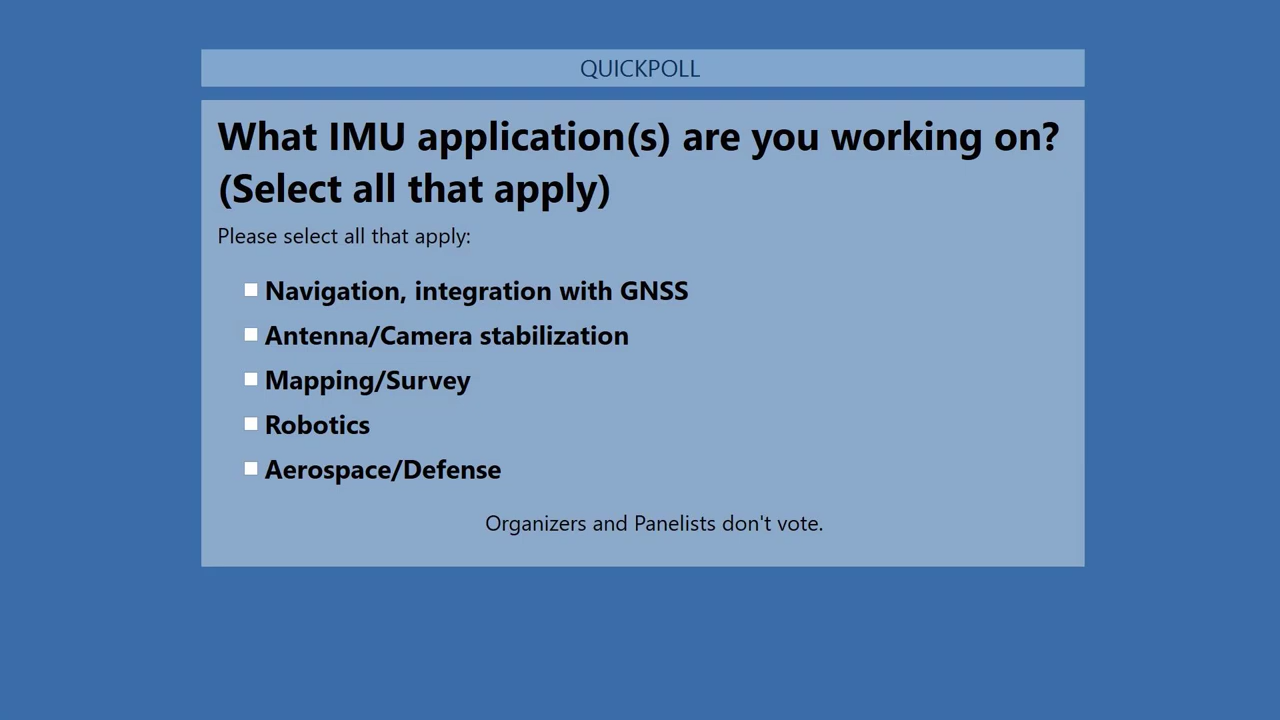 QUICKPOLL
What IMU application(s) are you working on?
(Select all that apply)
Please select all that apply:
Navigation, integration with GNSS
Antenna/Camera stabilization
Mapping/Survey
Robotics
Aerospace/Defense
Organizers and Panelists don't vote.